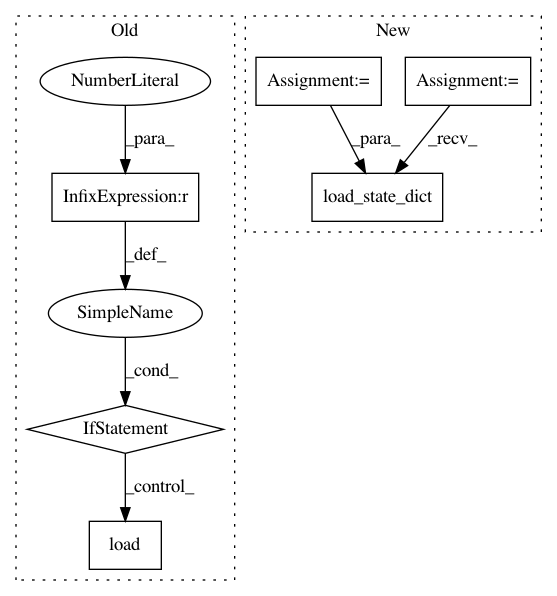 Old
NumberLiteral
_para_
InfixExpression:r
_def_
SimpleName
_cond_
IfStatement
_control_
load
New
Assignment:=
Assignment:=
_para_
_recv_
load_state_dict